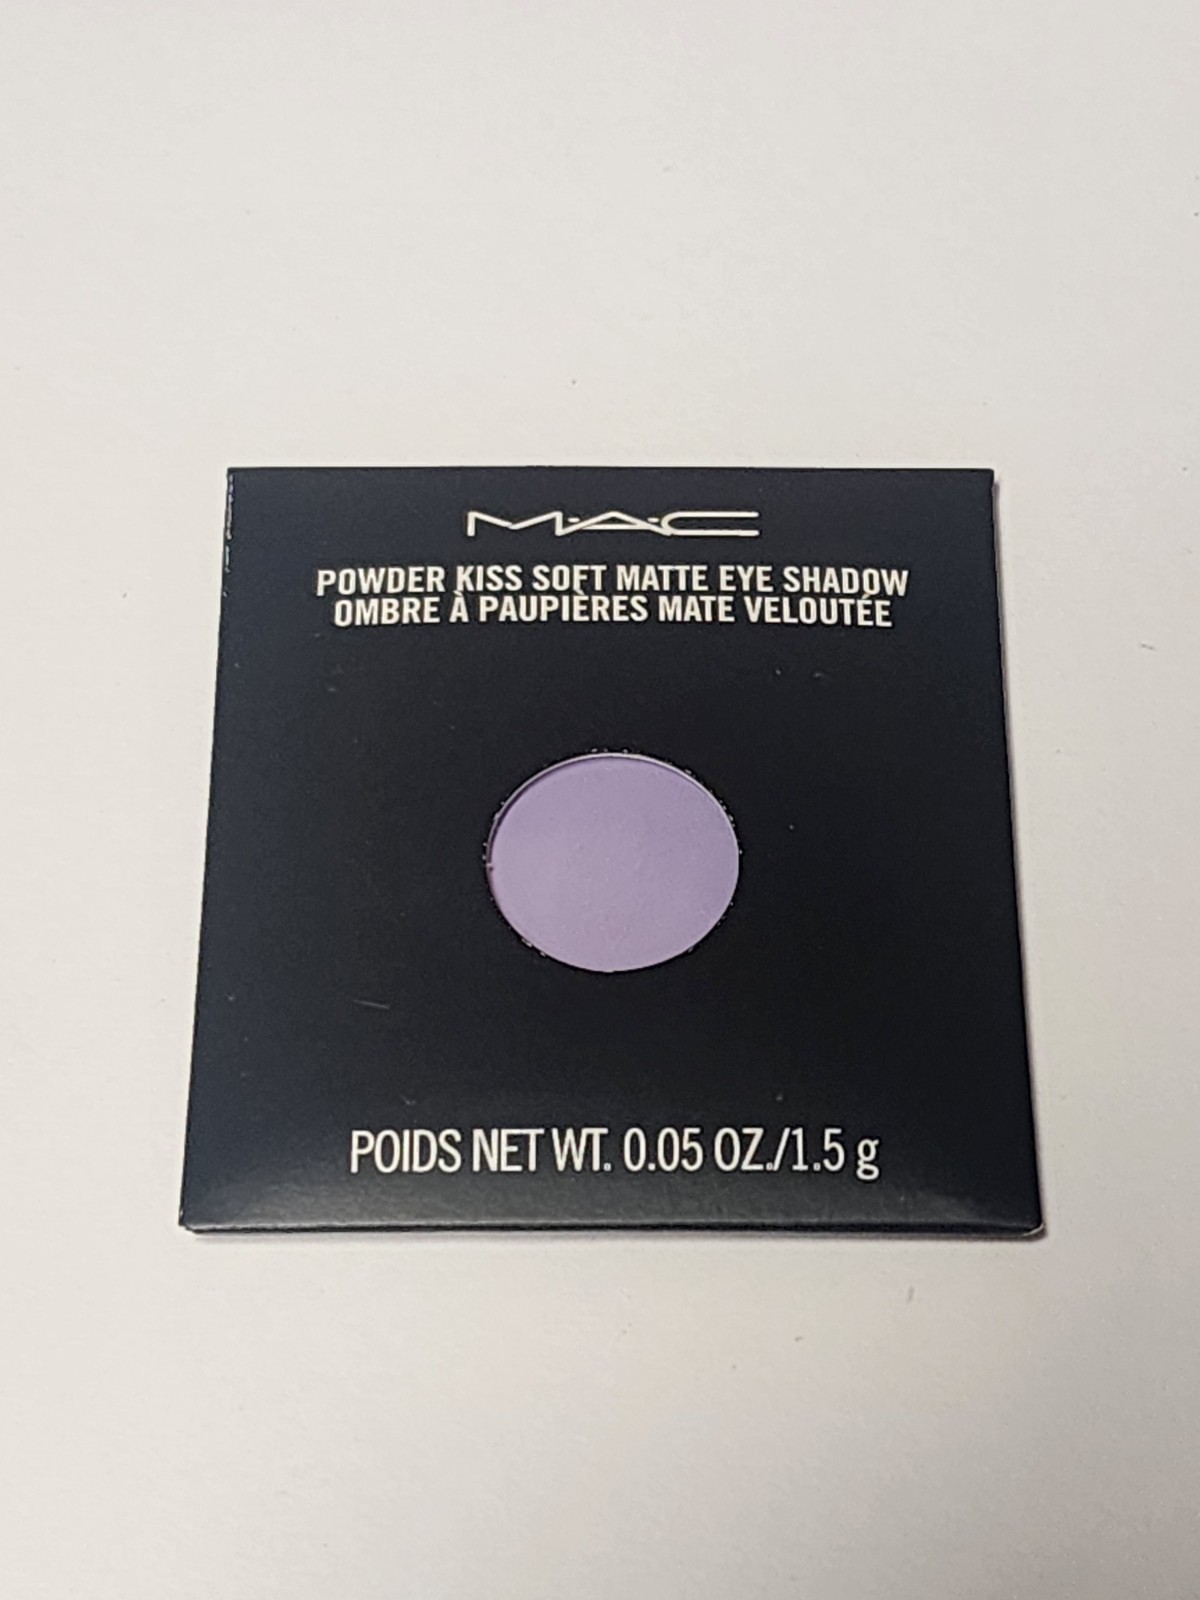 M·A·C
POWDER KISS SOFT MATTE EYE SHADOW
OMBRE À PAUPIÈRES MATE VELOUTÉE
POIDS NET WT. 0.05 OZ./1.5 g